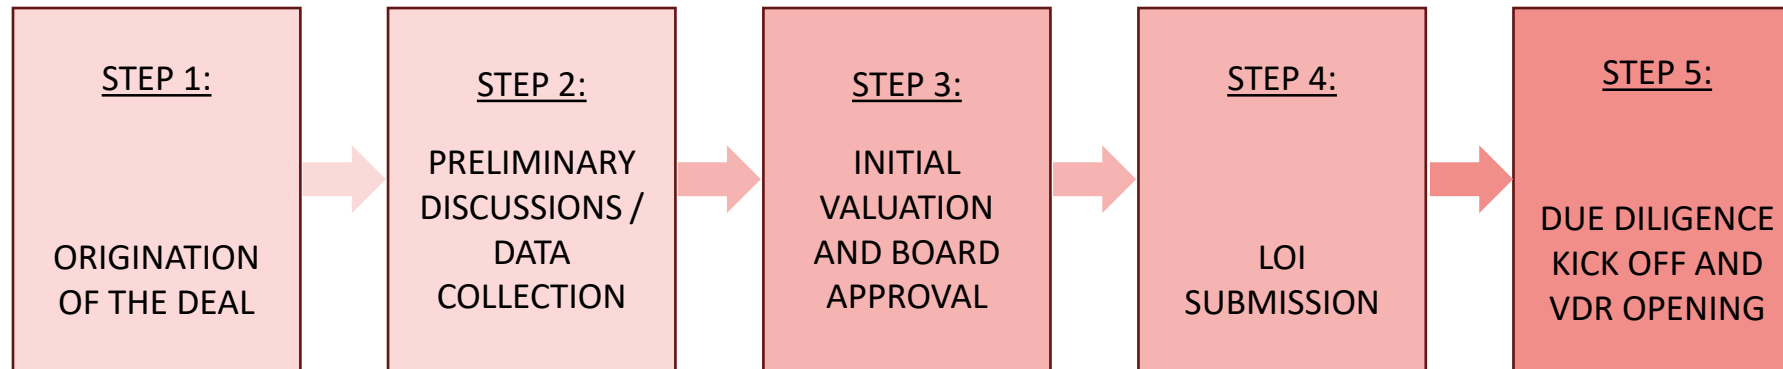 STEP 1:
ORIGINATION
OF THE DEAL
STEP 2:
PRELIMINARY
DISCUSSIONS /
DATA
COLLECTION
STEP 3:
INITIAL
VALUATION
AND BOARD
APPROVAL
STEP 4:
LOI
SUBMISSION
STEP 5:
DUE DILIGENCE
KICK OFF AND
VDR OPENING